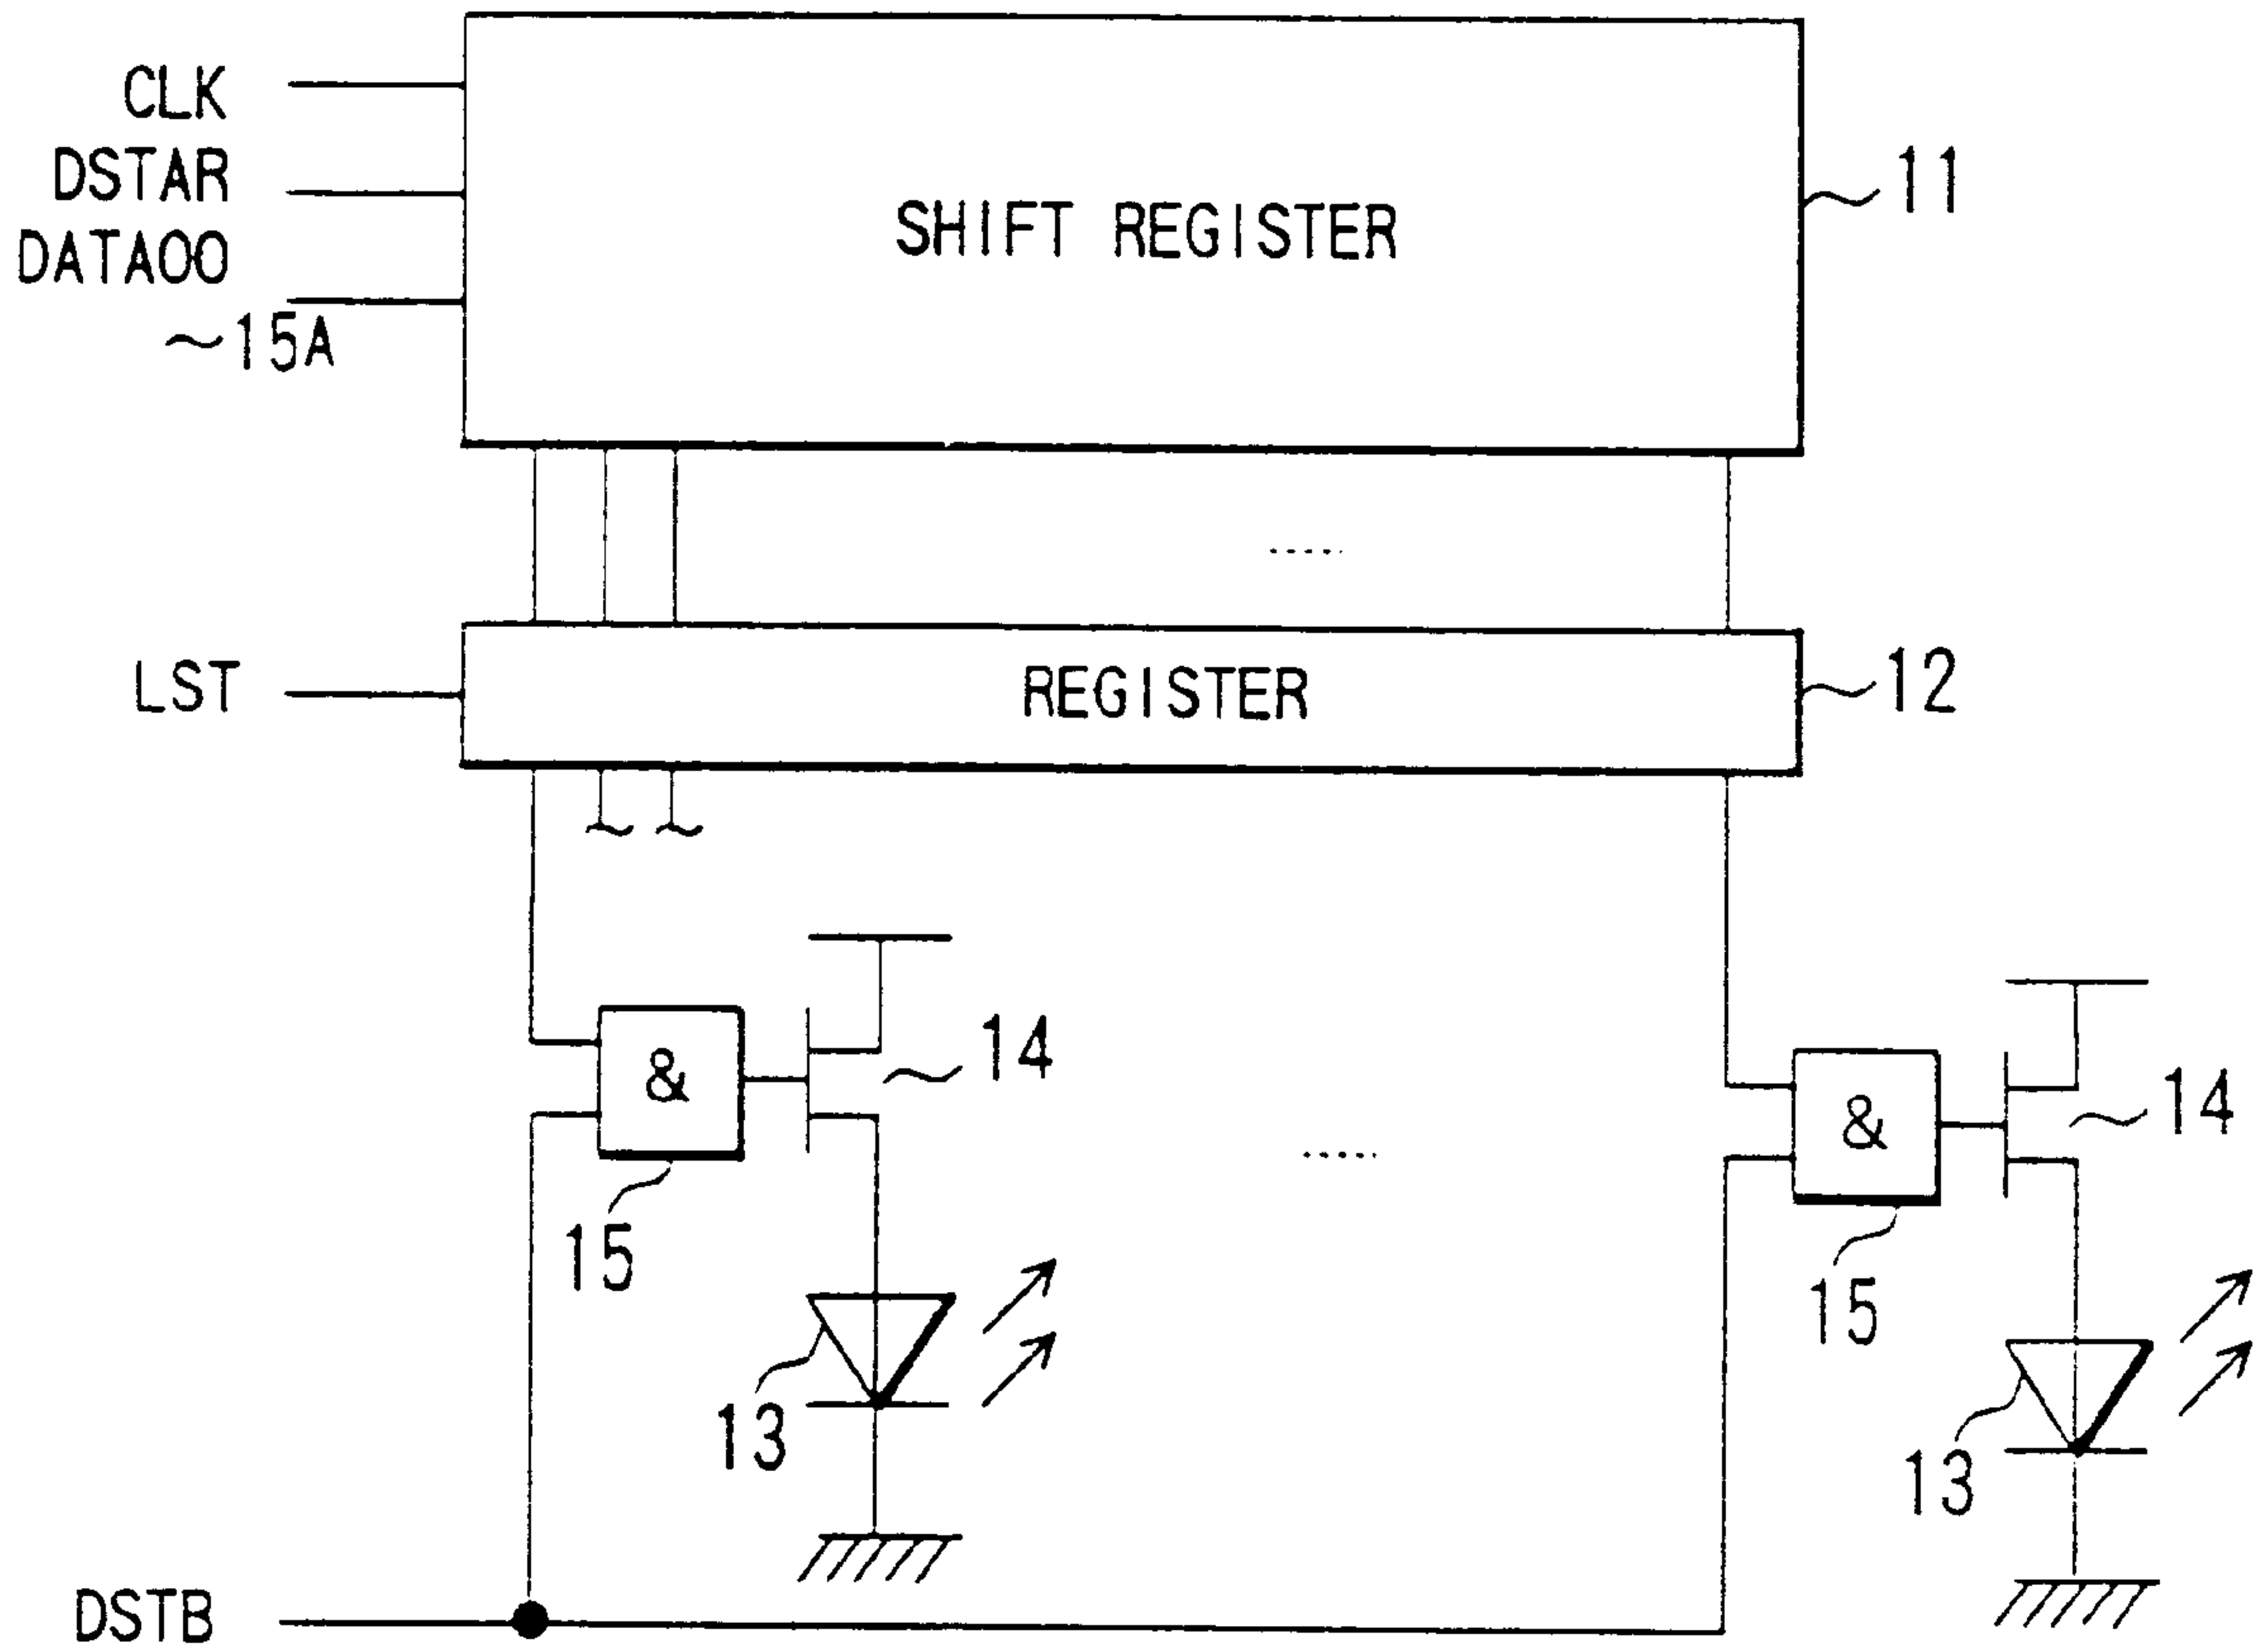 CLK
DSTAR
DATA00
~15A
SHIFT REGISTER
11
LST
REGISTER
12
&
14
15
13
&
14
15
13
DSTB